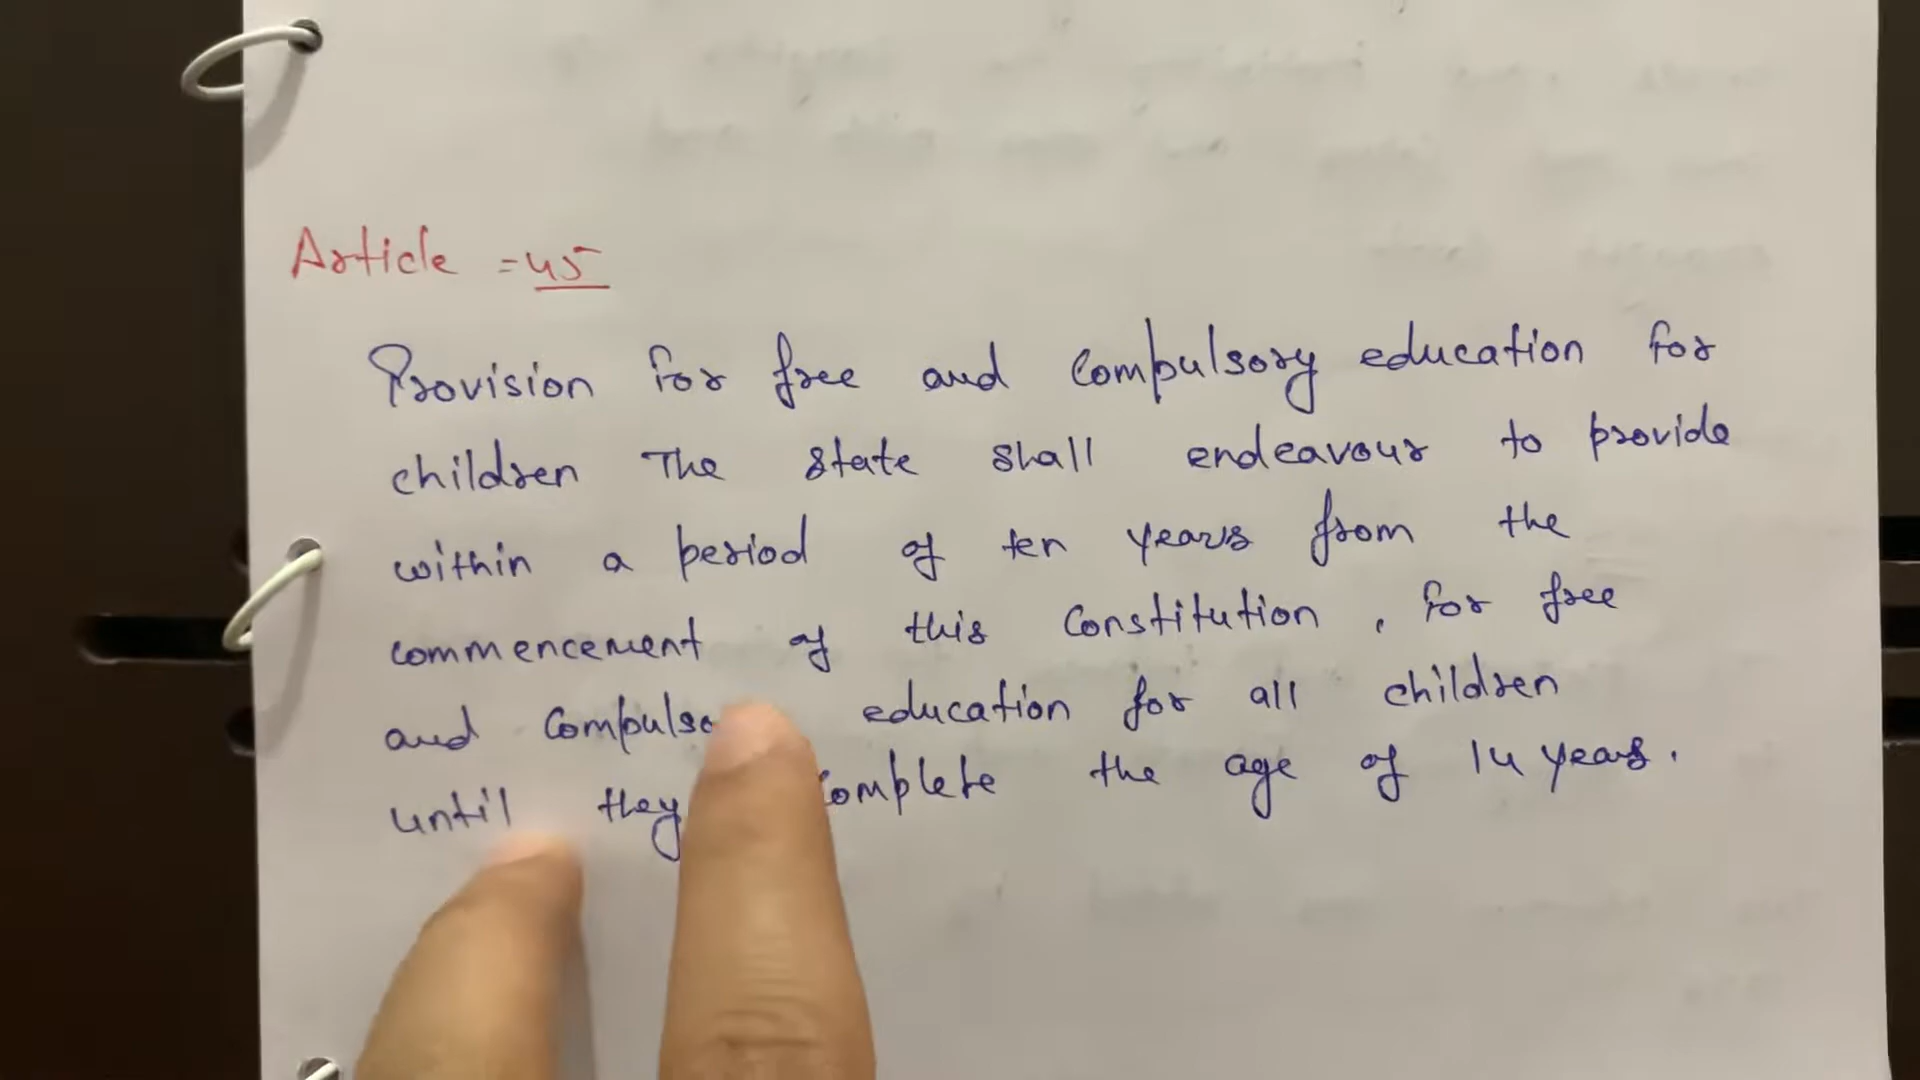 Article = 45
Provision for free and compulsory education for
children The state shall endeavour to provide
within a period of ten years from the
commencement of this Constitution, for free
and Compulso education for all children
until they complete the age of 14 years.